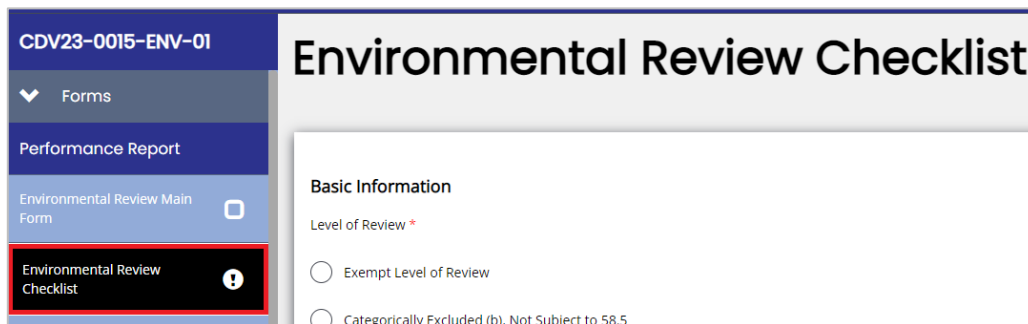 CDV23-0015-ENV-01
Forms
Performance Report
Environmental Review Main
Form
Environmental Review
Checklist
Environmental Review Checklist
Basic Information
Level of Review *
Exempt Level of Review
Categorically Excluded (b), Not Subject to 58.5